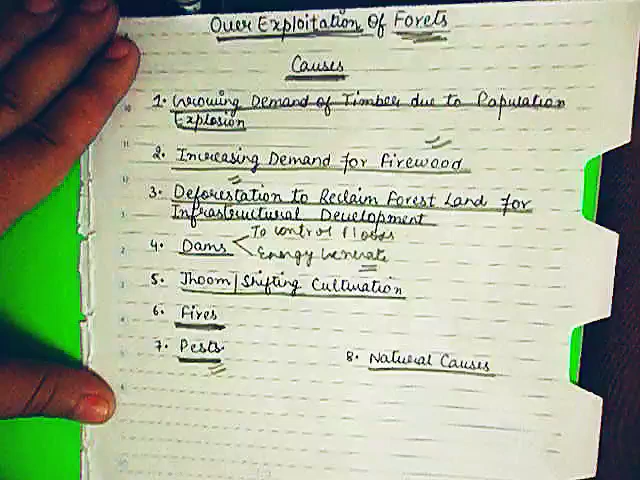 Over Exploitation Of Forets
Causes
1. Growing Demand of Timber due to Population
Explosion
2. Increasing Demand for Firewood
3. Deforestation to Reclaim Forest Land for
Infrastructural Development
4. Dams < To control floods
Energy Generate
5. Jhoom/Shifting Cultivation
6. Fires
7. Pests
8. Natural Causes